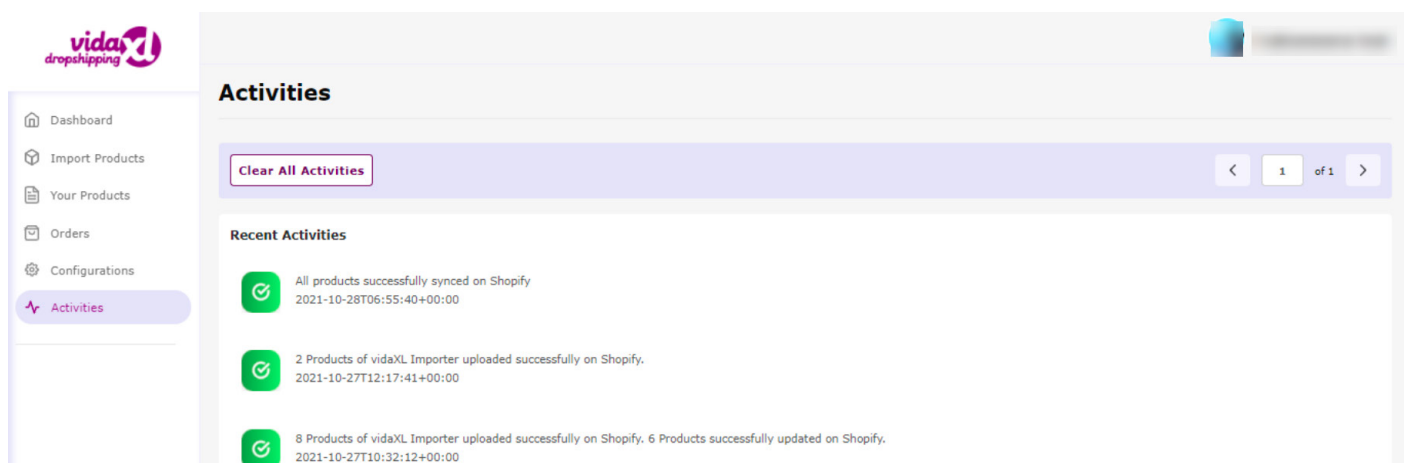 vidaXL
dropshipping
Dashboard
Import Products
Your Products
Orders
Configurations
Activities
Activities
Clear All Activities
1 of 1
Recent Activities
All products successfully synced on Shopify
2021-10-28T06:55:40+00:00
2 Products of vidaXL Importer uploaded successfully on Shopify.
2021-10-27T12:17:41+00:00
8 Products of vidaXL Importer uploaded successfully on Shopify. 6 Products successfully updated on Shopify.
2021-10-27T10:32:12+00:00